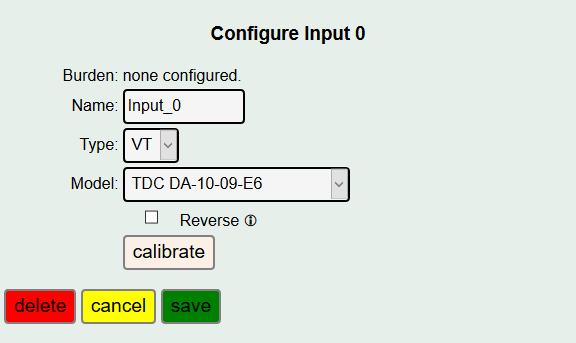 Configure Input 0
Burden: none configured.
Name: Input_0
Type: VT
Model: TDC DA-10-09-E6
Reverse 🛈
calibrate
delete cancel save